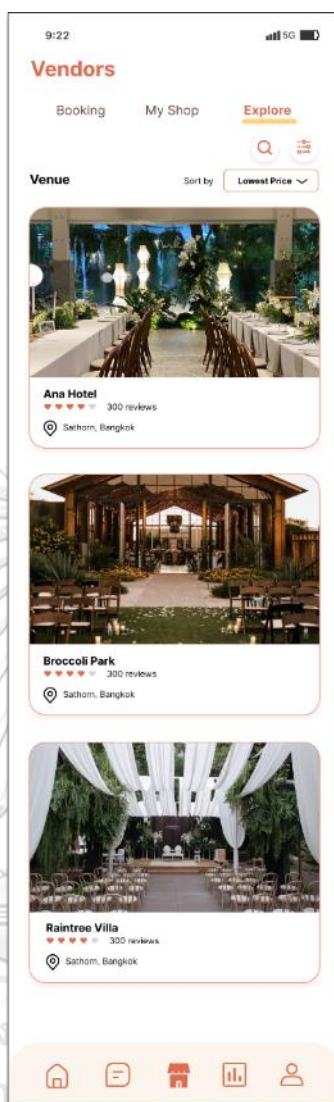 9:22
5G
Vendors
Booking My Shop Explore
Venue Sort by Lowest Price
Ana Hotel
300 reviews
Sathorn, Bangkok
Broccoli Park
300 reviews
Sathorn, Bangkok
Raintree Villa
300 reviews
Sathorn, Bangkok